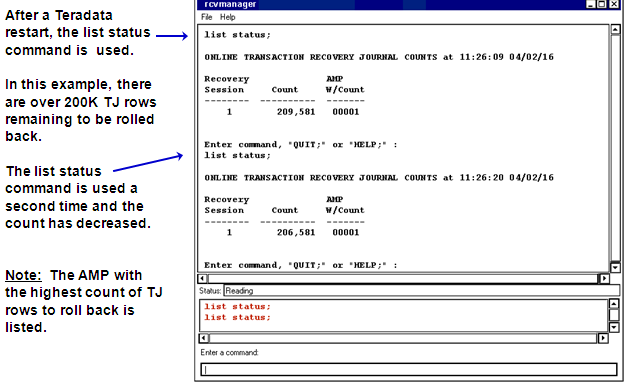 After a Teradata
restart, the list status
command is used.
In this example, there
are over 200K TJ rows
remaining to be rolled
back.
The list status
command is used a
second time and the
count has decreased.
Note: The AMP with
the highest count of TJ
rows to roll back is
listed.
rcvmanager
File Help
list status;
ONLINE TRANSACTION RECOVERY JOURNAL COUNTS at 11:26:09 04/02/16
Recovery AMP
Session Count W/Count
-------- ---------- -------
1 209,581 00001
Enter command, "QUIT;" or "HELP;" :
list status;
ONLINE TRANSACTION RECOVERY JOURNAL COUNTS at 11:26:20 04/02/16
Recovery AMP
Session Count W/Count
-------- ---------- -------
1 206,581 00001
Enter command, "QUIT;" or "HELP;" :
Status: Reading
list status;
list status;
Enter a command: